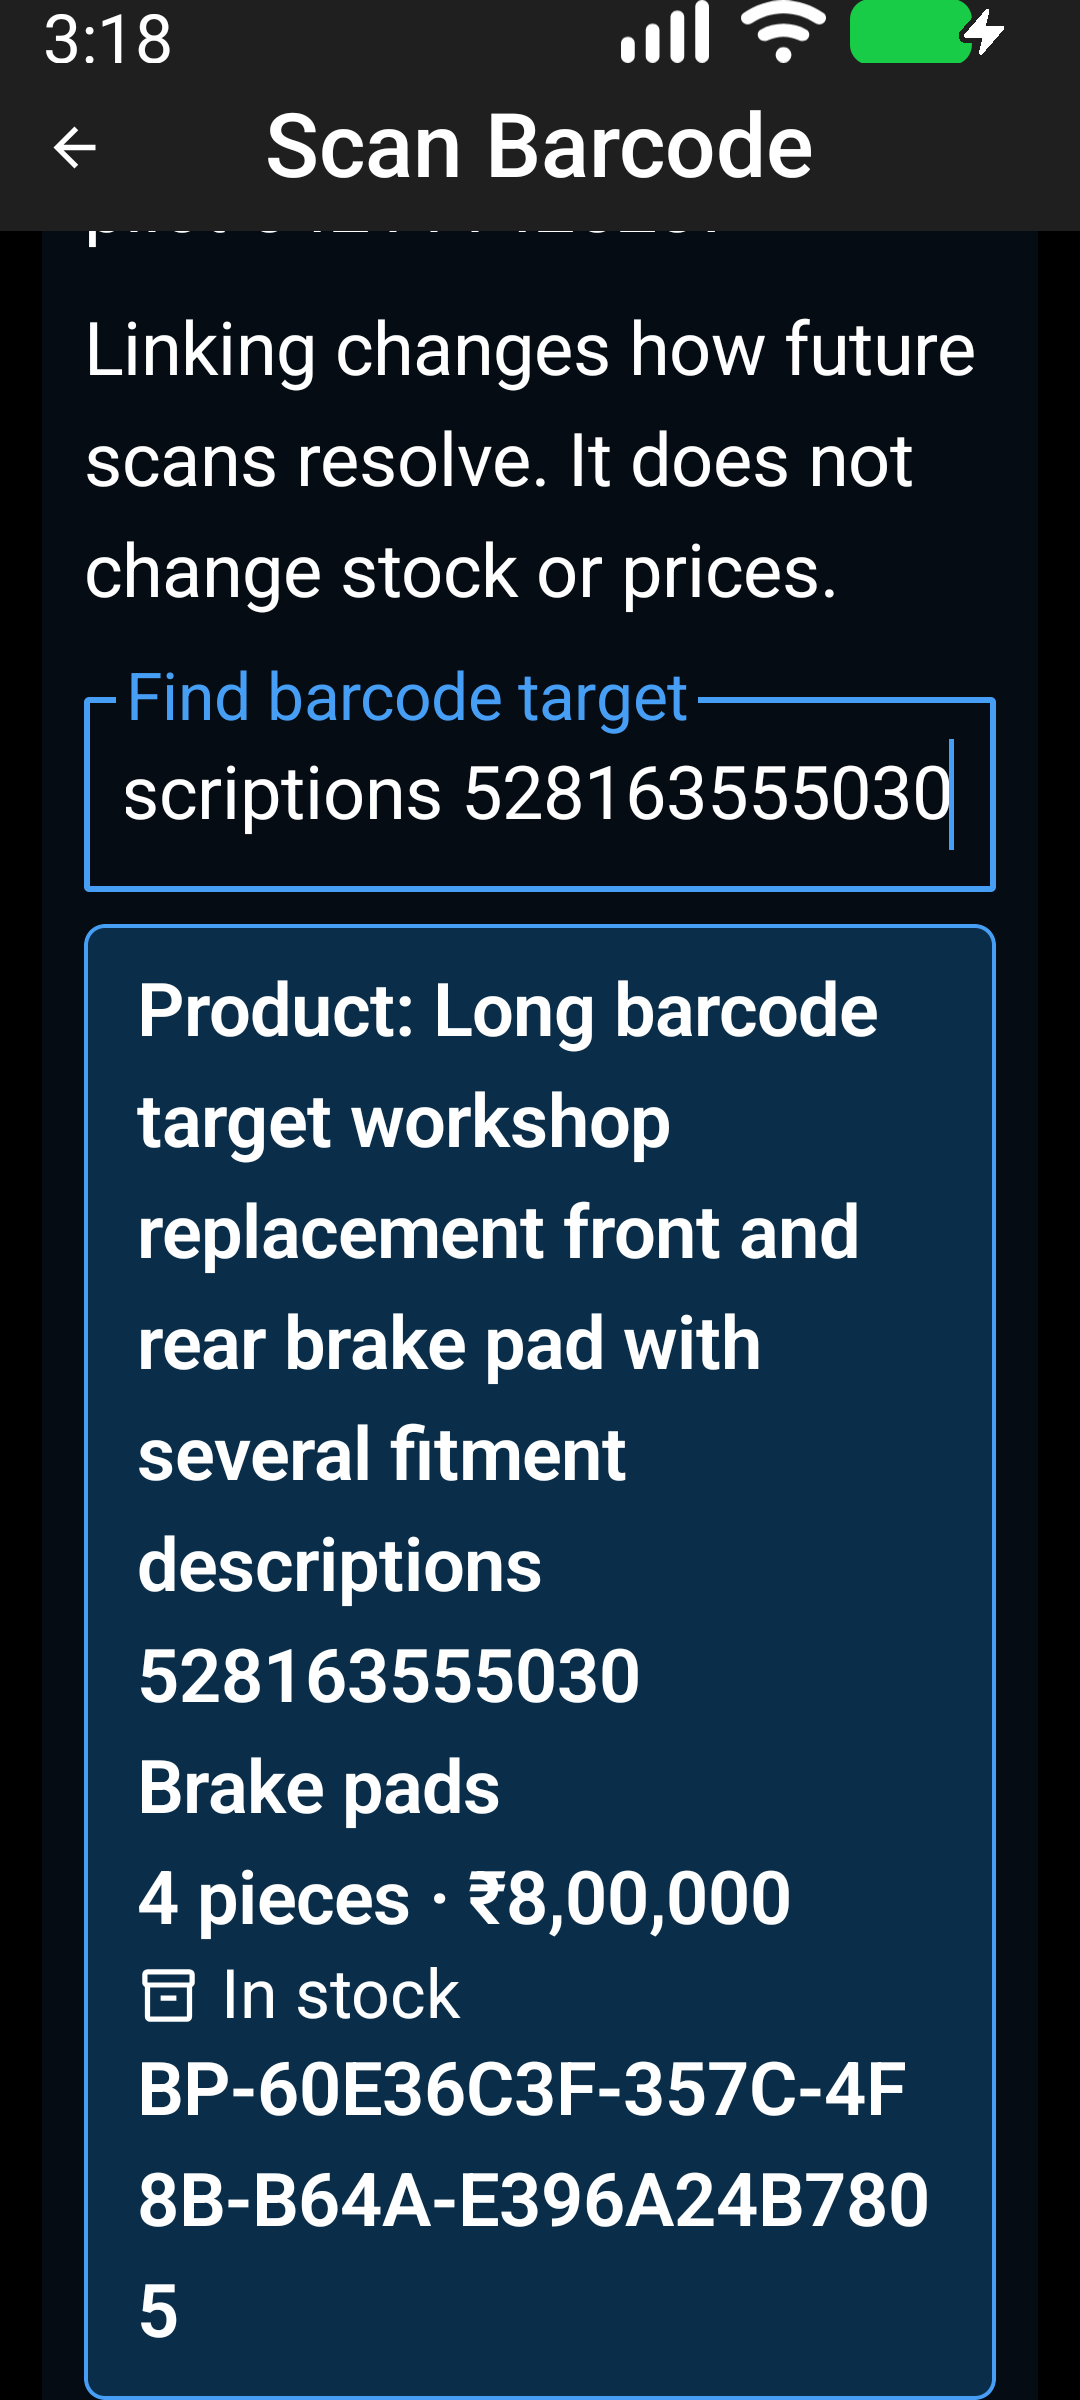 3:18
Scan Barcode
Linking changes how future
scans resolve. It does not
change stock or prices.
Find barcode target
scriptions 528163555030
Product: Long barcode
target workshop
replacement front and
rear brake pad with
several fitment
descriptions
528163555030
Brake pads
4 pieces · ₹8,00,000
In stock
BP-60E36C3F-357C-4F
8B-B64A-E396A24B780
5